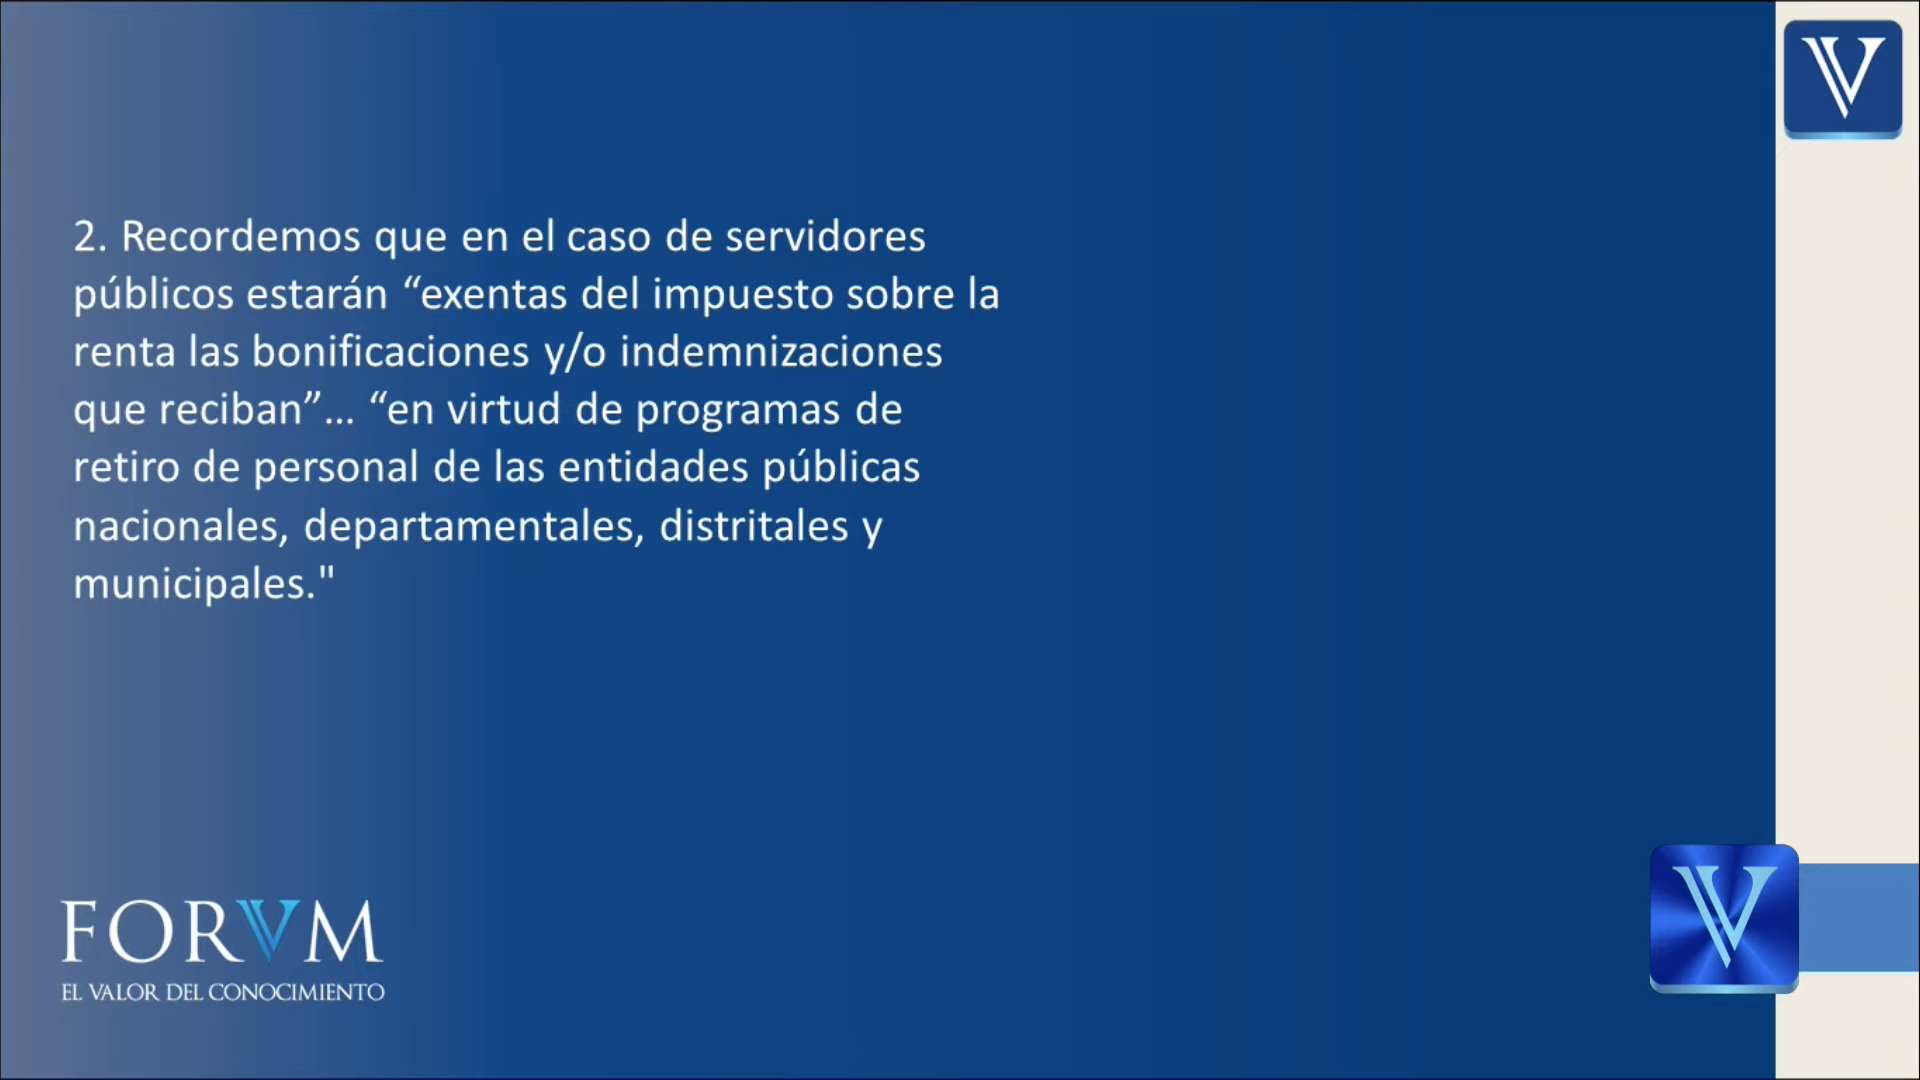 2. Recordemos que en el caso de servidores
públicos estarán “exentas del impuesto sobre la
renta las bonificaciones y/o indemnizaciones
que reciban”... “en virtud de programas de
retiro de personal de las entidades públicas
nacionales, departamentales, distritales y
municipales."
FORVM
EL VALOR DEL CONOCIMIENTO
V
V